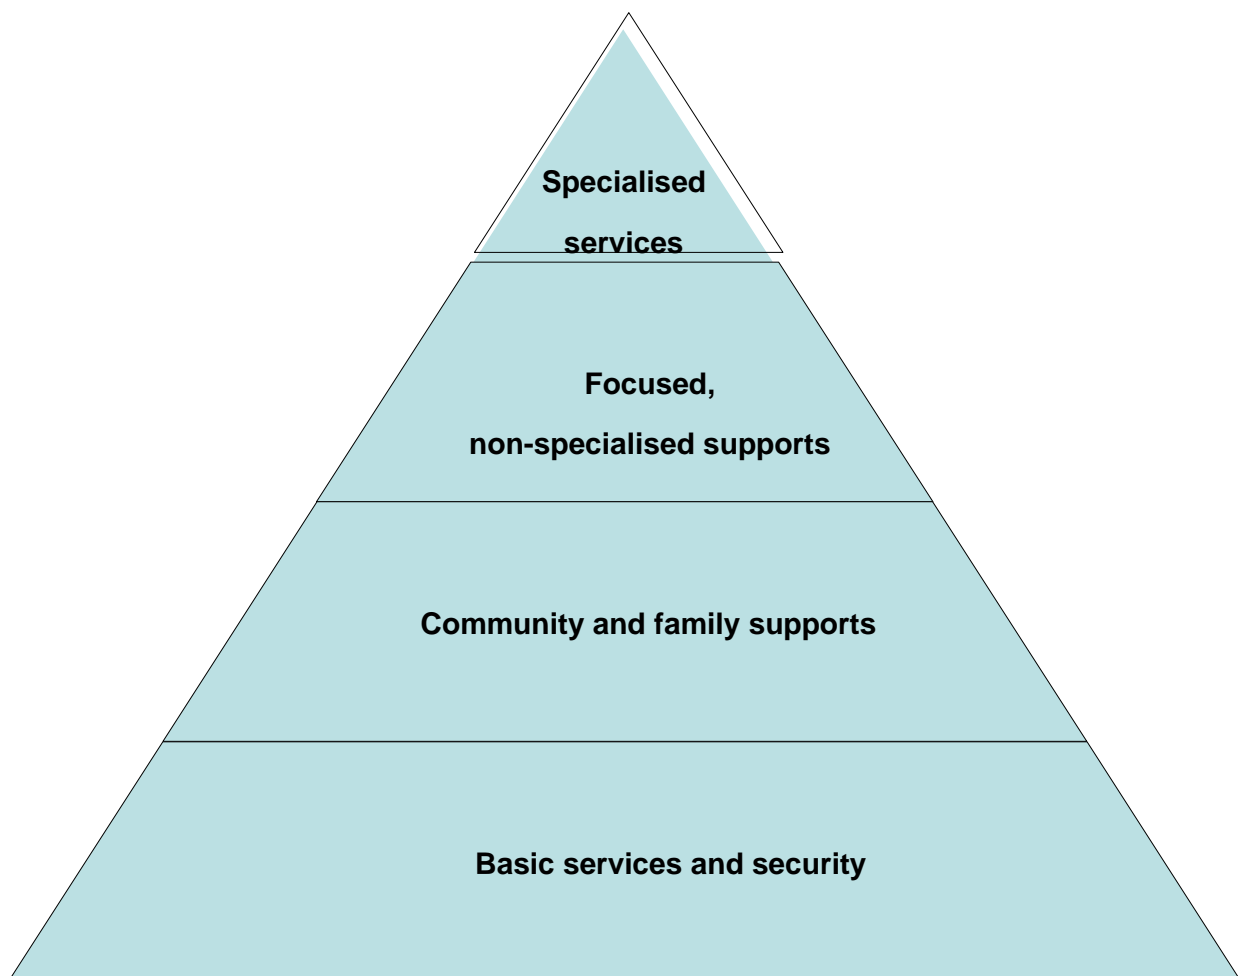 Specialised
services
Focused,
non-specialised supports
Community and family supports
Basic services and security